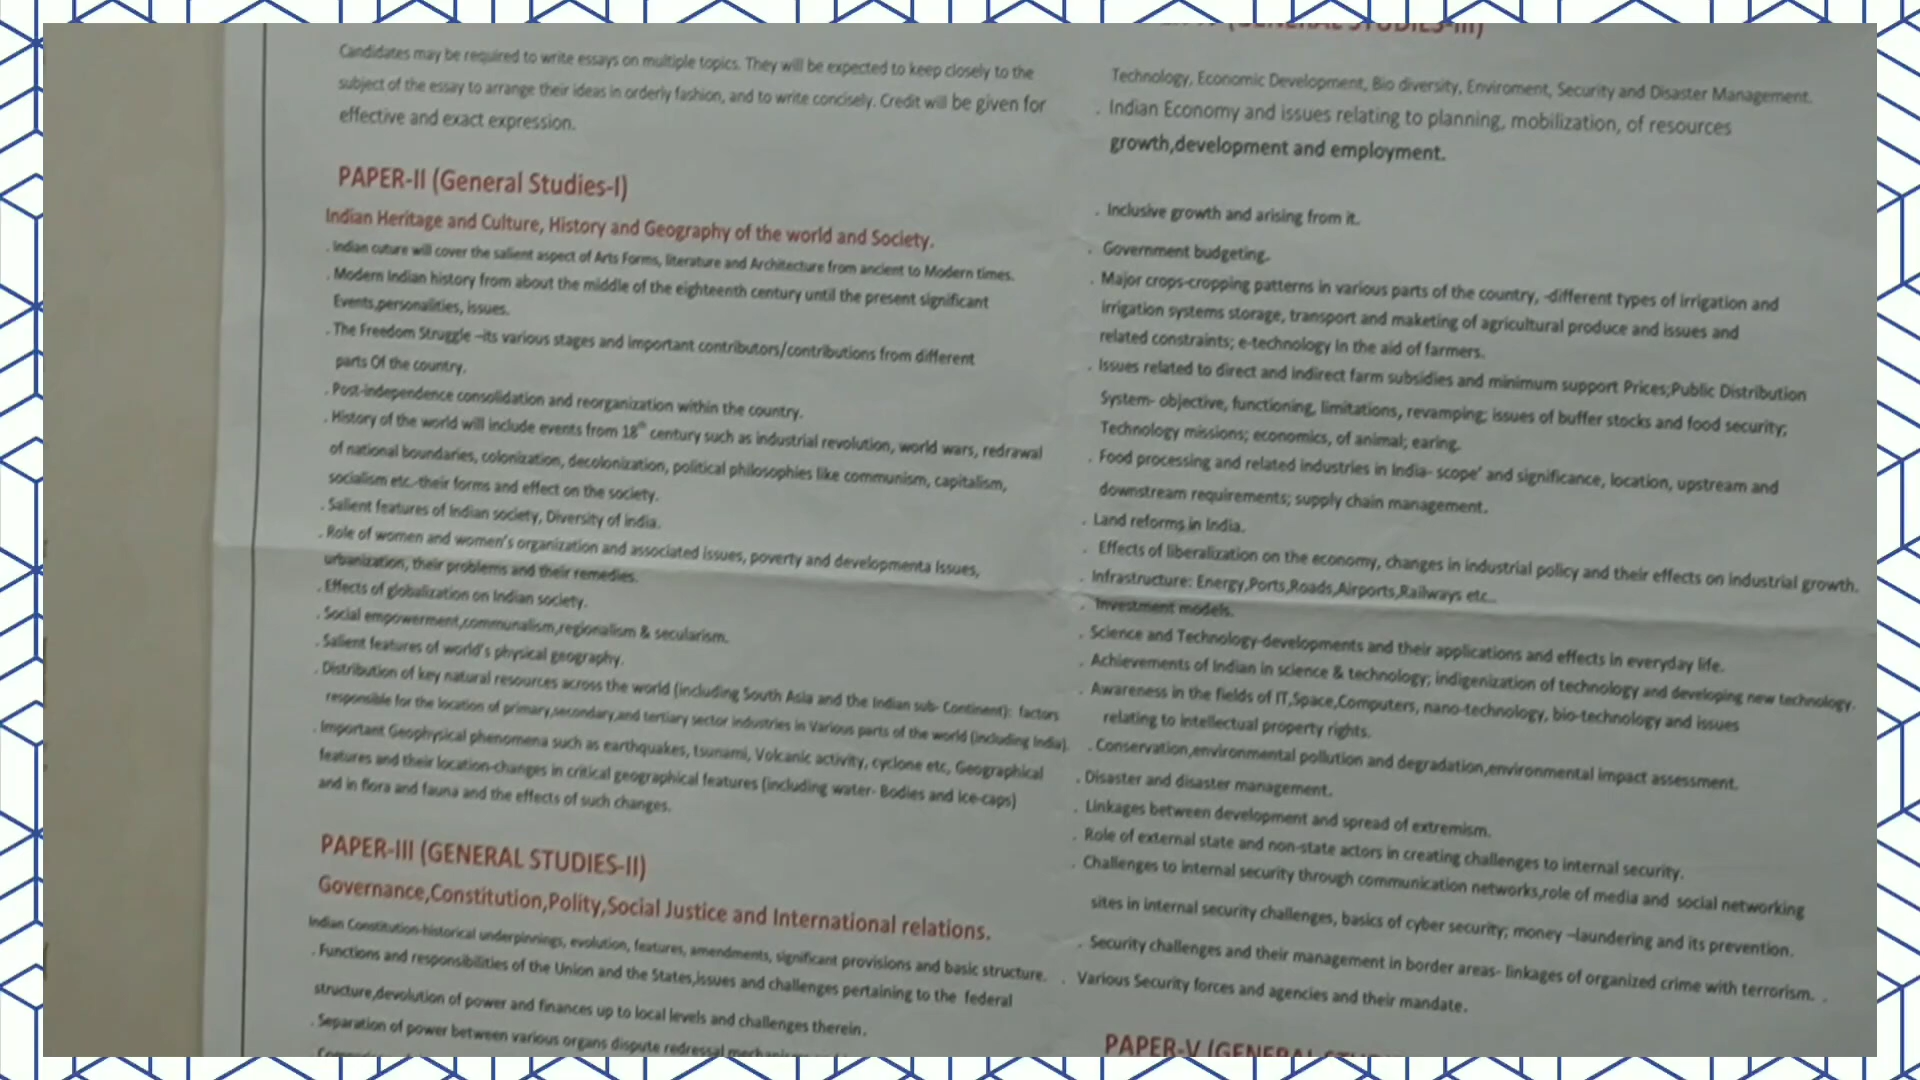 Candidates may be required to write essays on multiple topics. They will be expected to keep closely to the
subject of the essay to arrange their ideas in orderly fashion, and to write concisely. Credit will be given for
effective and exact expression.
PAPER-II (General Studies-I)
Indian Heritage and Culture, History and Geography of the world and Society.
. Indian cuture will cover the salient aspect of Arts Forms, literature and Architecture from ancient to Modern times.
. Modern Indian history from about the middle of the eighteenth century until the present significant
Events,personalities, issues.
. The Freedom Struggle –its various stages and important contributors/contributions from different
parts Of the country.
. Post-independence consolidation and reorganization within the country.
. History of the world will include events from 18th century such as industrial revolution, world wars, redrawal
of national boundaries, colonization, decolonization, political philosophies like communism, capitalism,
socialism etc.-their forms and effect on the society.
. Salient features of Indian society, Diversity of india.
. Role of women and women's organization and associated issues, poverty and developmenta Issues,
urbanization, their problems and their remedies.
. Effects of globalization on Indian society.
. Social empowerment,communalism,regionalism & secularism.
. Salient features of world's physical geography.
. Distribution of key natural resources across the world (including South Asia and the Indian sub- Continent): factors
responsible for the location of primary,secondary,and tertiary sector industries in Various parts of the world (including India).
. Important Geophysical phenomena such as earthquakes, tsunami, Volcanic activity, cyclone etc, Geographical
features and their location-changes in critical geographical features (including water- Bodies and ice-caps)
and in flora and fauna and the effects of such changes.
PAPER-III (GENERAL STUDIES-II)
Governance,Constitution,Polity,Social Justice and International relations.
Indian Constitution-historical underpinnings, evolution, features, amendments, significant provisions and basic structure.
. Functions and responsibilities of the Union and the States,issues and challenges pertaining to the federal
structure,devolution of power and finances up to local levels and challenges therein.
. Separation of power between various organs dispute redressal
(GENERAL STUDIES-III)
Technology, Economic Development, Bio diversity, Enviroment, Security and Disaster Management.
. Indian Economy and issues relating to planning, mobilization, of resources
growth,development and employment.
. Inclusive growth and arising from it.
. Government budgeting.
. Major crops-cropping patterns in various parts of the country, -different types of irrigation and
irrigation systems storage, transport and maketing of agricultural produce and issues and
related constraints; e-technology In the aid of farmers.
. Issues related to direct and indirect farm subsidies and minimum support Prices;Public Distribution
System- objective, functioning, limitations, revamping; issues of buffer stocks and food security;
Technology missions; economics, of animal; earing.
. Food processing and related industries in India- scope' and significance, location, upstream and
downstream requirements; supply chain management.
. Land reforms in India.
. Effects of liberalization on the economy, changes in industrial policy and their effects on industrial growth.
. Infrastructure: Energy,Ports,Roads,Airports,Railways etc..
. Investment models.
. Science and Technology-developments and their applications and effects in everyday life.
. Achievements of Indian in science & technology; indigenization of technology and developing new technology.
. Awareness in the fields of IT,Space,Computers, nano-technology, bio-technology and issues
relating to intellectual property rights.
. Conservation,environmental pollution and degradation,environmental impact assessment.
. Disaster and disaster management.
. Linkages between development and spread of extremism.
. Role of external state and non-state actors in creating challenges to internal security.
. Challenges to internal security through communication networks,role of media and social networking
sites in internal security challenges, basics of cyber security; money –laundering and its prevention.
. Security challenges and their management in border areas- linkages of organized crime with terrorism. .
. Various Security forces and agencies and their mandate.
PAPER-V (GENERAL